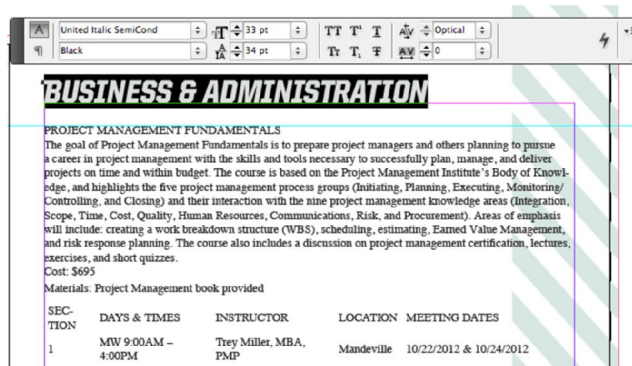 A United Italic SemiCond TT 33 pt TT T¹ T AV Optical
¶ Black 34 pt Tr T₁ T AV 0
BUSINESS & ADMINISTRATION
PROJECT MANAGEMENT FUNDAMENTALS
The goal of Project Management Fundamentals is to prepare project managers and others planning to pursue
a career in project management with the skills and tools necessary to successfully plan, manage, and deliver
projects on time and within budget. The course is based on the Project Management Institute's Body of Knowl-
edge, and highlights the five project management process groups (Initiating, Planning, Executing, Monitoring/
Controlling, and Closing) and their interaction with the nine project management knowledge areas (Integration,
Scope, Time, Cost, Quality, Human Resources, Communications, Risk, and Procurement). Areas of emphasis
will include: creating a work breakdown structure (WBS), scheduling, estimating, Earned Value Management,
and risk response planning. The course also includes a discussion on project management certification, lectures,
exercises, and short quizzes.
Cost: $695
Materials: Project Management book provided
SEC-
TION DAYS & TIMES INSTRUCTOR LOCATION MEETING DATES
1 MW 9:00AM – Trey Miller, MBA, Mandeville 10/22/2012 & 10/24/2012
4:00PM PMP